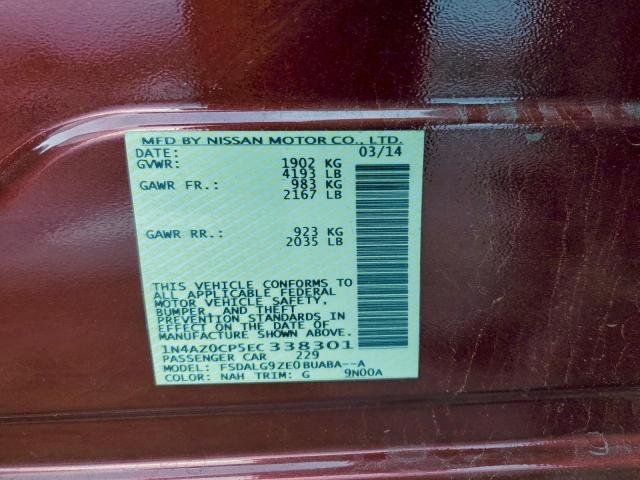 MFD BY NISSAN MOTOR CO., LTD.
DATE: 03/14
GVWR: 1902 KG
4193 LB
GAWR FR.: 983 KG
2167 LB
GAWR RR.: 923 KG
2035 LB
THIS VEHICLE CONFORMS TO
ALL APPLICABLE FEDERAL
MOTOR VEHICLE SAFETY,
BUMPER, AND THEFT
PREVENTION STANDARDS IN
EFFECT ON THE DATE OF
MANUFACTURE SHOWN ABOVE.
1N4AZ0CP5EC338301
PASSENGER CAR 229
MODEL: FSDALG9ZE0BUABA--A
COLOR: NAH TRIM: G 9N00A